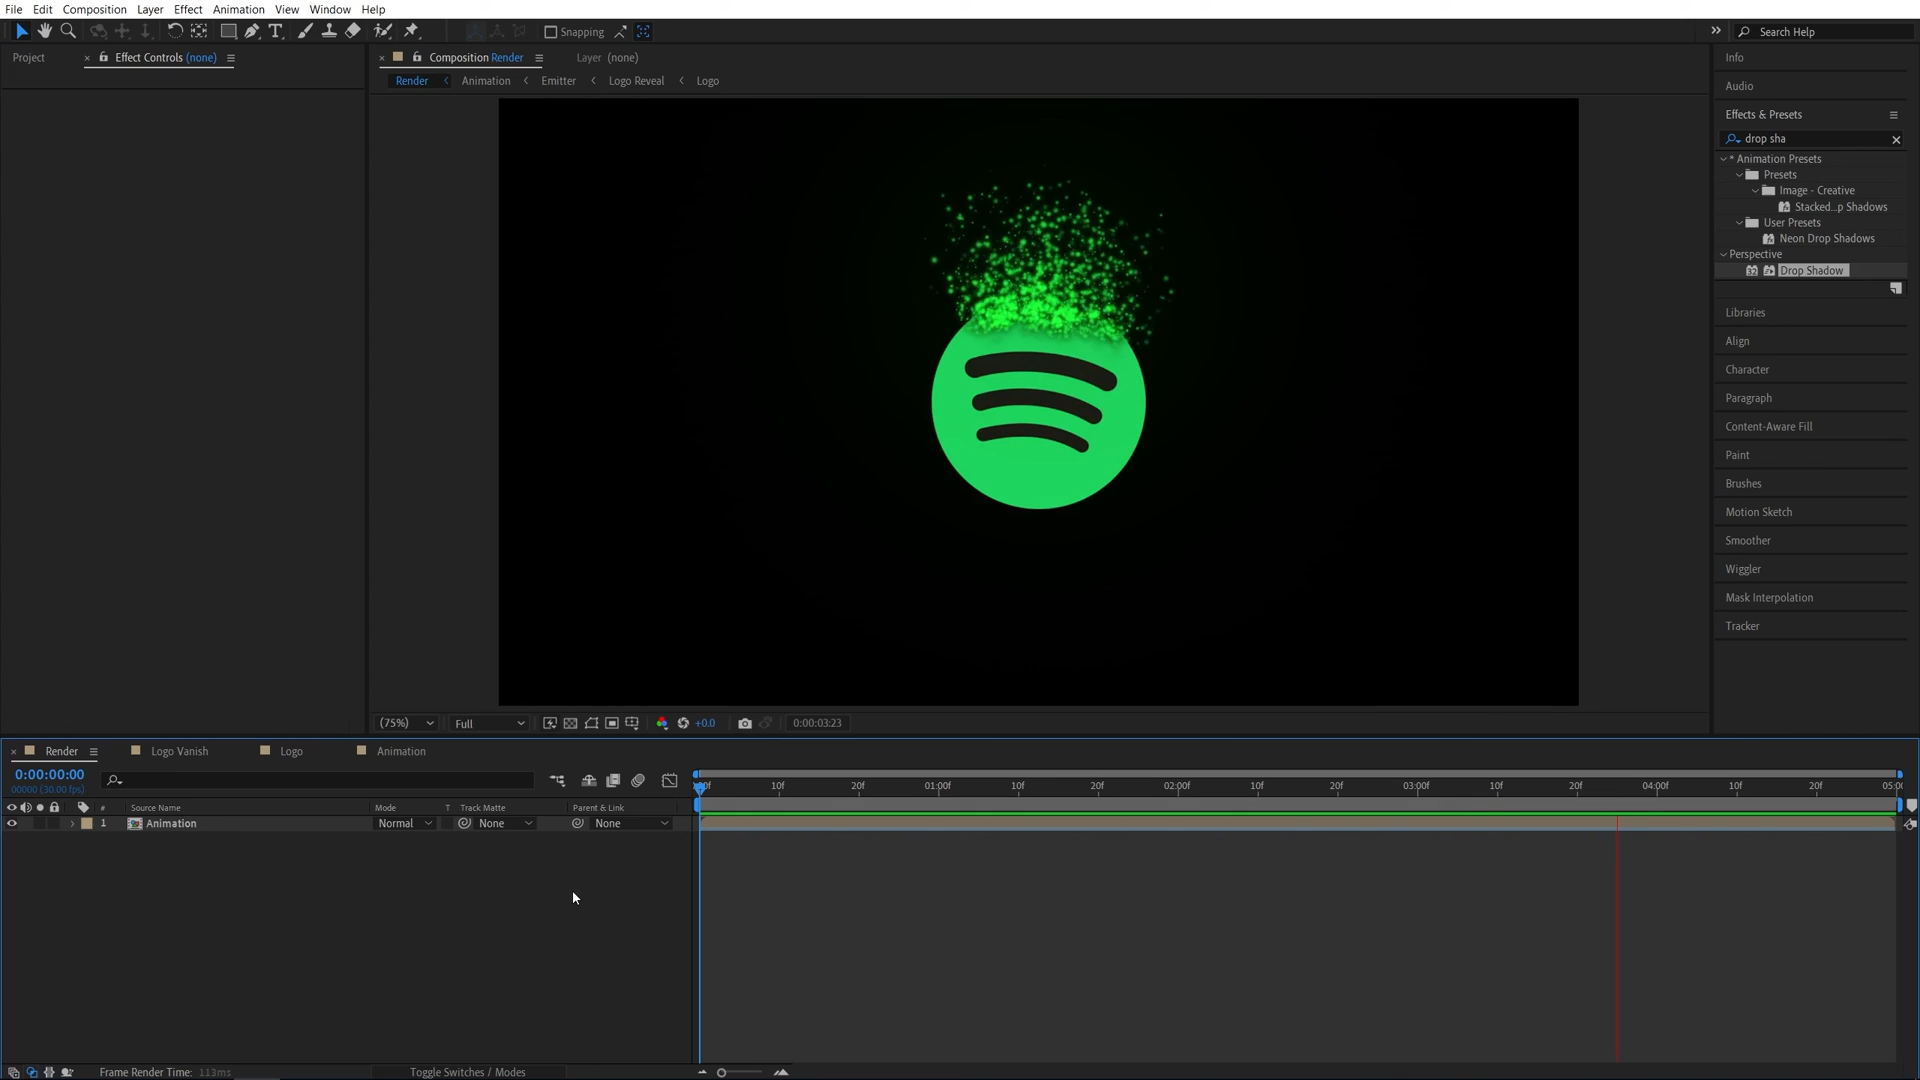 File Edit Composition Layer Effect Animation View Window Help
Snapping
Search Help
Project
Effect Controls (none)
Composition Render
Layer (none)
Render Animation Emitter Logo Reveal Logo
Info
Audio
Effects & Presets
drop sha
* Animation Presets
Presets
Image - Creative
Stacked...p Shadows
User Presets
Neon Drop Shadows
Perspective
Drop Shadow
Libraries
Align
Character
Paragraph
Content-Aware Fill
Paint
Brushes
Motion Sketch
Smoother
Wiggler
Mask Interpolation
Tracker
(75%) Full +0.0 0:00:03:23
Render Logo Vanish Logo Animation
0:00:00:00
00000 (30.00 fps)
10f 20f 01:00f 10f 20f 02:00f 10f 20f 03:00f 10f 20f 04:00f 10f 20f 05:0
# Source Name Mode T Track Matte Parent & Link
1 Animation Normal None None
Frame Render Time: 113ms Toggle Switches / Modes